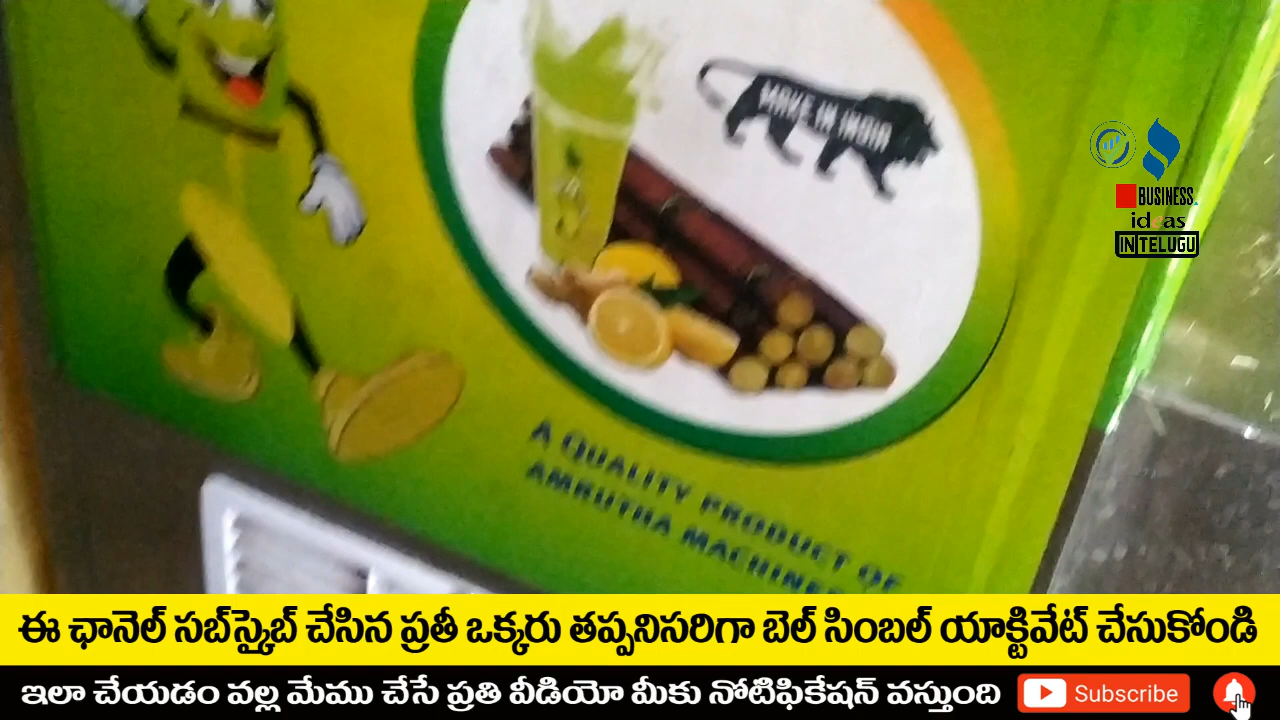 MAKE IN INDIA
BUSINESS
ideas
IN TELUGU
A QUALITY PRODUCT OF
AMRUTHA MACHINES
ఈ ఛానెల్ సబ్‌స్క్రైబ్ చేసిన ప్రతీ ఒక్కరు తప్పనిసరిగా బెల్ సింబల్ యాక్టివేట్ చేసుకోండి
ఇలా చేయడం వల్ల మేము చేసే ప్రతి వీడియో మీకు నోటిఫికేషన్ వస్తుంది
Subscribe